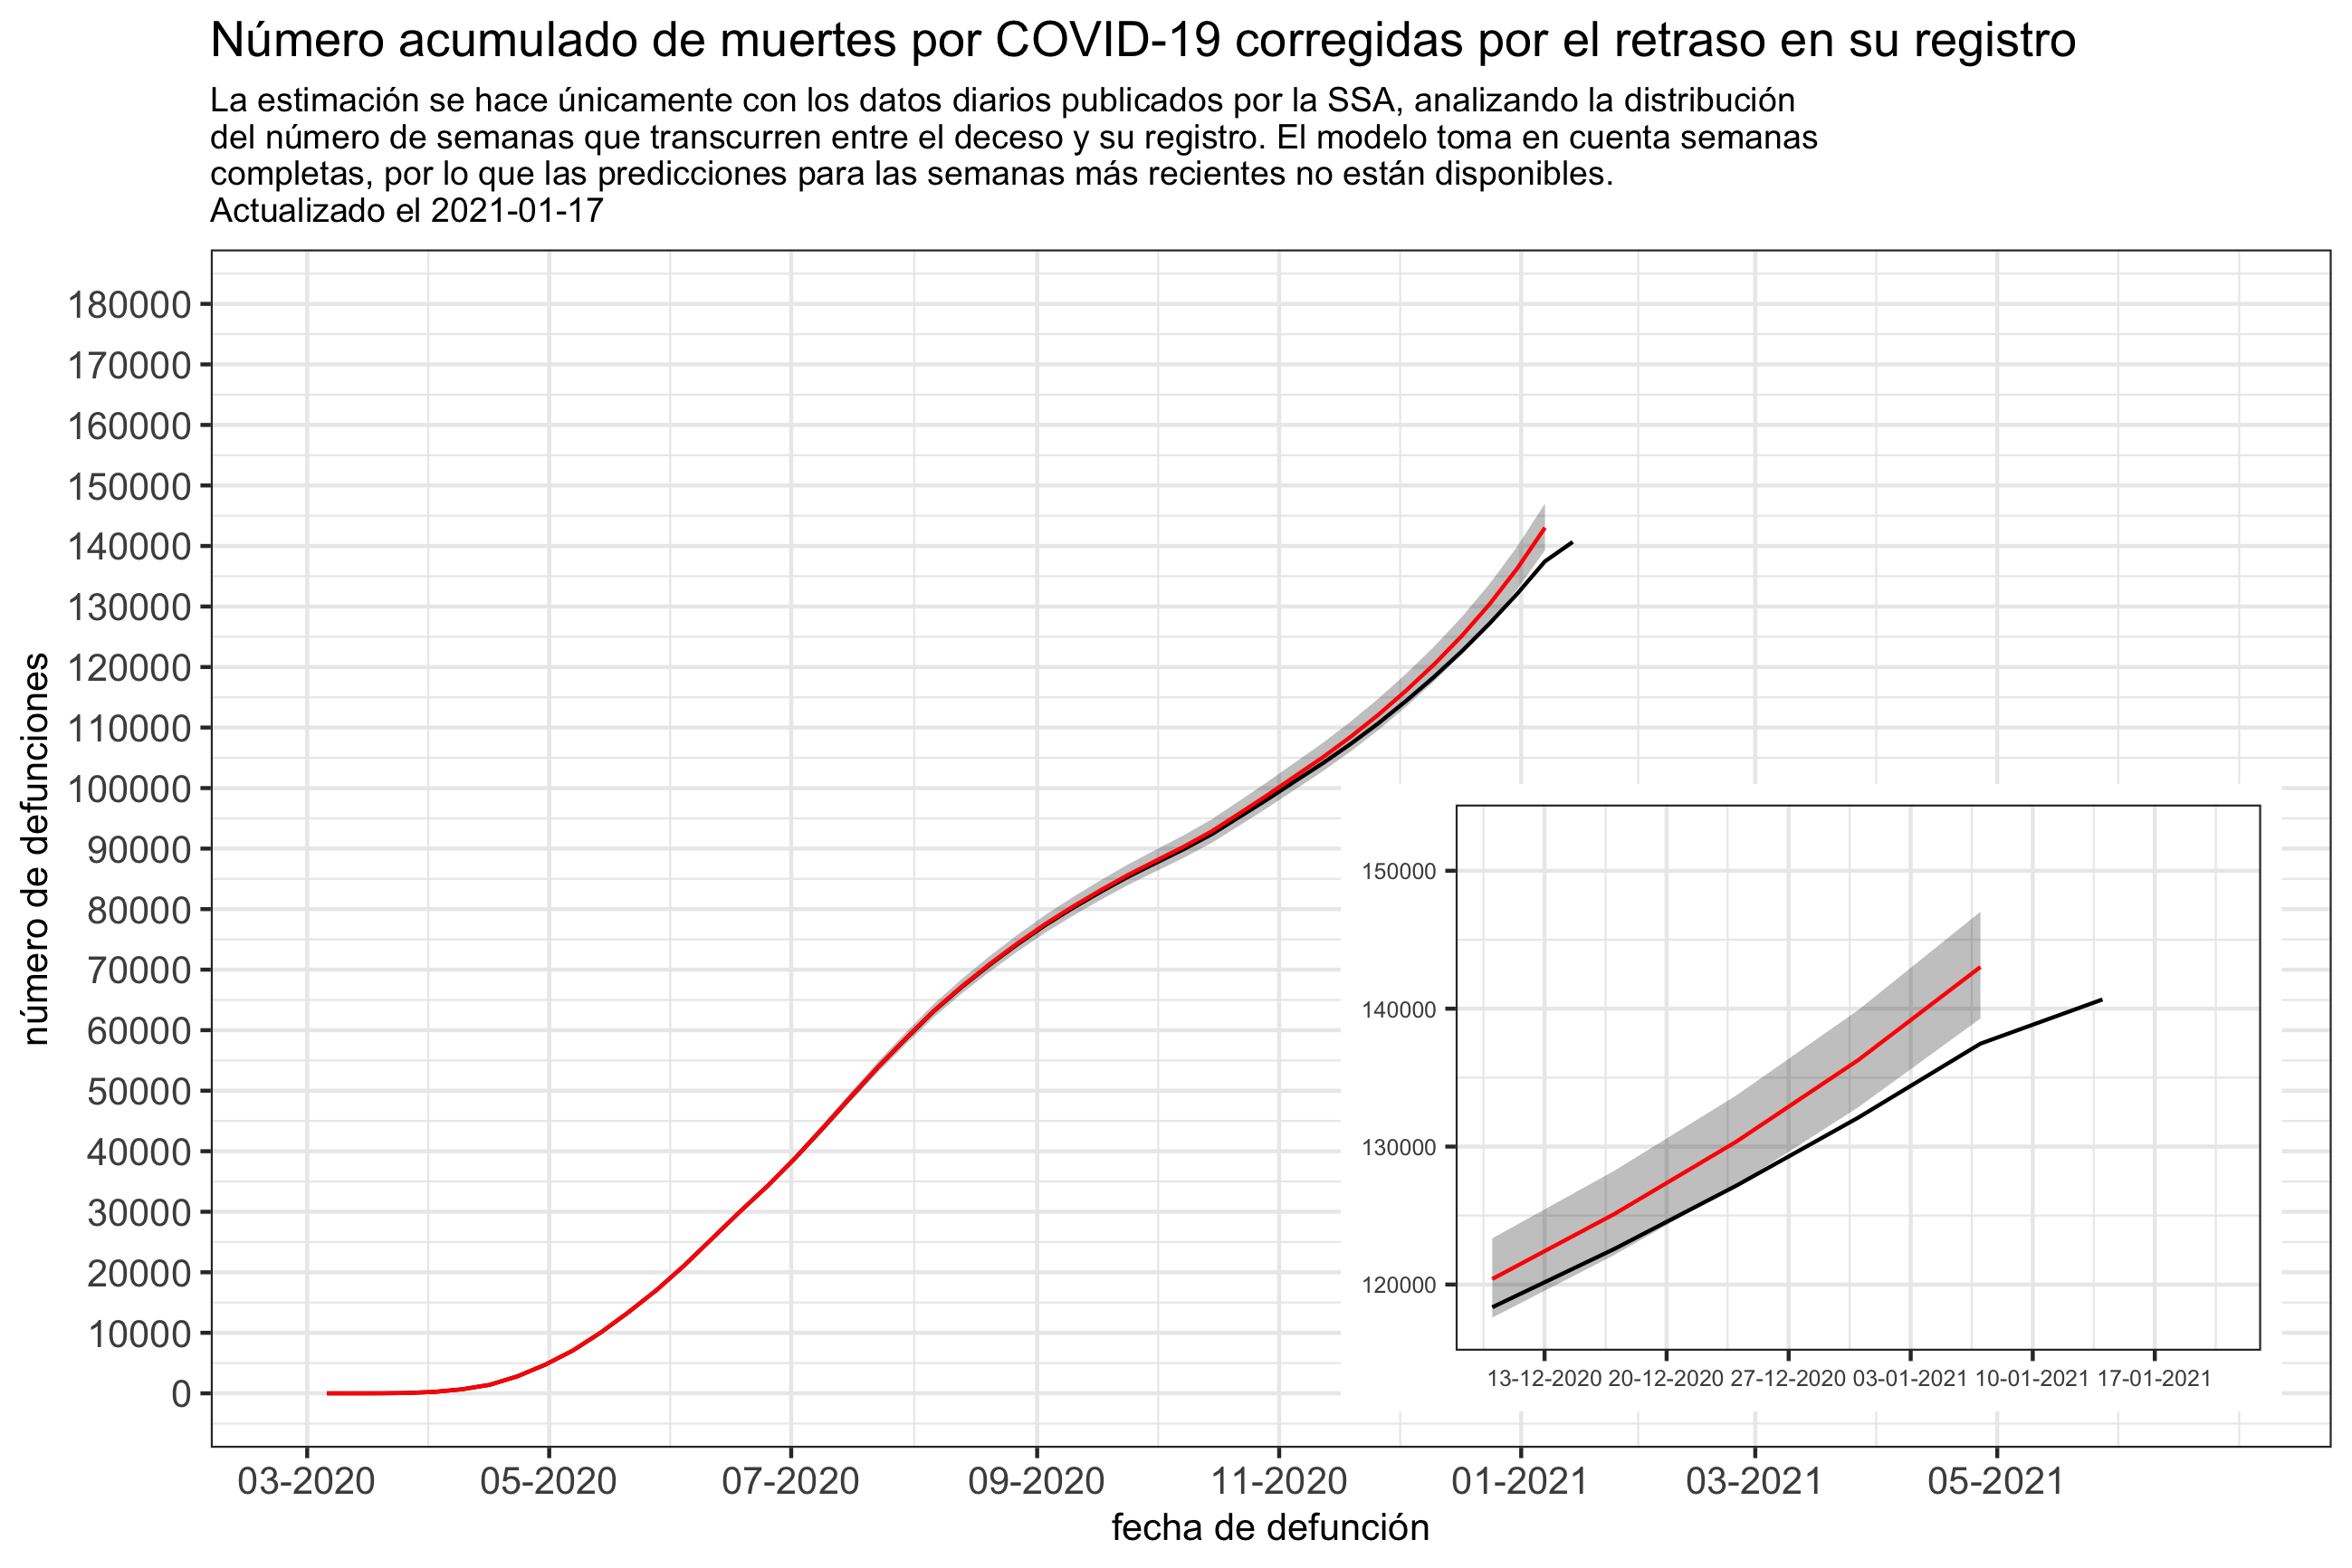 Número acumulado de muertes por COVID-19 corregidas por el retraso en su registro
La estimación se hace únicamente con los datos diarios publicados por la SSA, analizando la distribución
del número de semanas que transcurren entre el deceso y su registro. El modelo toma en cuenta semanas
completas, por lo que las predicciones para las semanas más recientes no están disponibles.
Actualizado el 2021-01-17
número de defunciones
180000
170000
160000
150000
140000
130000
120000
110000
100000
90000
80000
70000
60000
50000
40000
30000
20000
10000
0
150000
140000
130000
120000
13-12-2020 20-12-2020 27-12-2020 03-01-2021 10-01-2021 17-01-2021
03-2020 05-2020 07-2020 09-2020 11-2020 01-2021 03-2021 05-2021
fecha de defunción